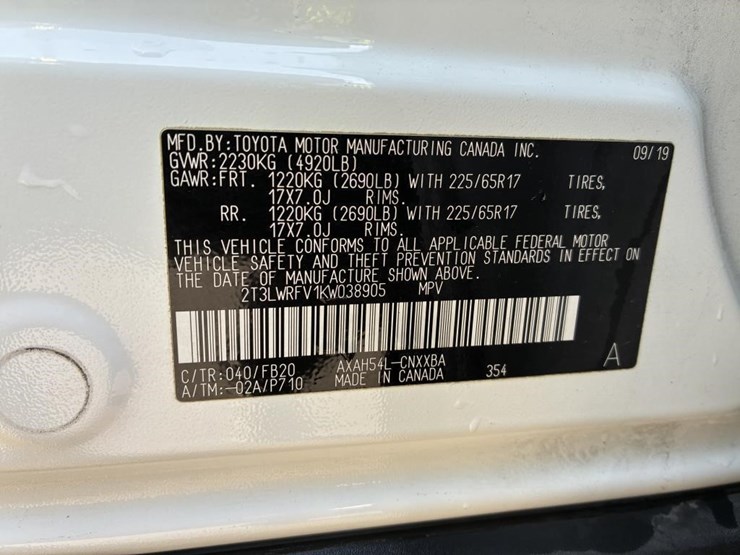 MFD.BY:TOYOTA MOTOR MANUFACTURING CANADA INC. 09/19
GVWR:2230KG (4920LB)
GAWR:FRT. 1220KG (2690LB) WITH 225/65R17 TIRES,
17X7.0J RIMS.
RR. 1220KG (2690LB) WITH 225/65R17 TIRES,
17X7.0J RIMS.
THIS VEHICLE CONFORMS TO ALL APPLICABLE FEDERAL MOTOR
VEHICLE SAFETY AND THEFT PREVENTION STANDARDS IN EFFECT ON
THE DATE OF MANUFACTURE SHOWN ABOVE.
2T3LWRFV1KW038905 MPV
C/TR:040/FB20 AXAH54L-CNXXBA 354 A
A/TM:-02A/P710 MADE IN CANADA